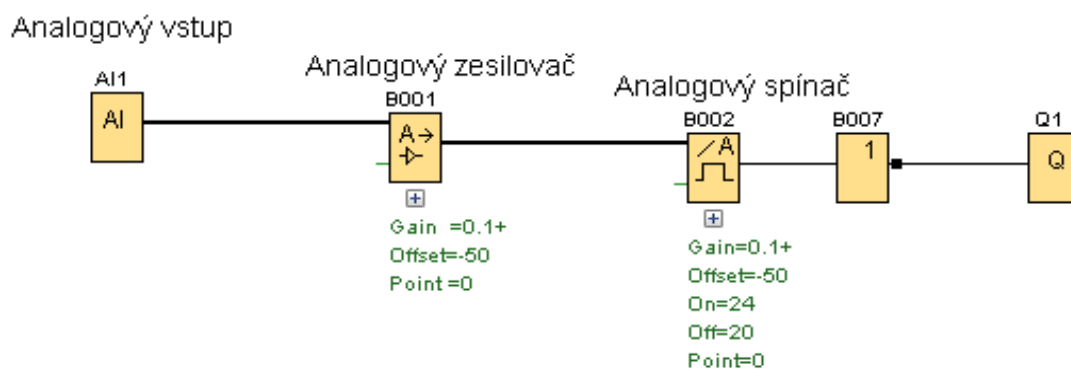 Analogový vstup
Analogový zesilovač
Analogový spínač
AI1
B001
B002
B007
Q1
AI
A→
/A
1
Q
Gain =0.1+
Offset=-50
Point =0
Gain=0.1+
Offset=-50
On=24
Off=20
Point=0